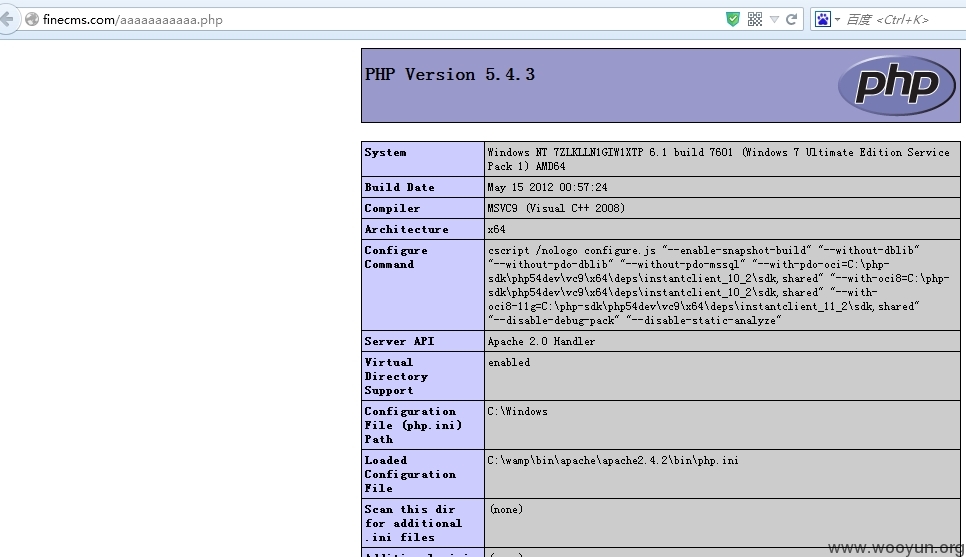 finecms.com/aaaaaaaaaaa.php
百度 <Ctrl+K>
PHP Version 5.4.3
php
System
Windows NT 7ZLKLLN1GIW1XTP 6.1 build 7601 (Windows 7 Ultimate Edition Service
Pack 1) AMD64
Build Date
May 15 2012 00:57:24
Compiler
MSVC9 (Visual C++ 2008)
Architecture
x64
Configure
Command
cscript /nologo configure.js "--enable-snapshot-build" "--without-dblib"
"--without-pdo-dblib" "--without-pdo-mssql" "--with-pdo-oci=C:\php-
sdk\php54dev\vc9\x64\deps\instantclient_10_2\sdk,shared" "--with-oci8=C:\php-
sdk\php54dev\vc9\x64\deps\instantclient_10_2\sdk,shared" "--with-
oci8-11g=C:\php-sdk\php54dev\vc9\x64\deps\instantclient_11_2\sdk,shared"
"--disable-debug-pack" "--disable-static-analyze"
Server API
Apache 2.0 Handler
Virtual
Directory
Support
enabled
Configuration
File (php.ini)
Path
C:\Windows
Loaded
Configuration
File
C:\wamp\bin\apache\apache2.4.2\bin\php.ini
Scan this dir
for additional
.ini files
(none)
www.wooyun.org